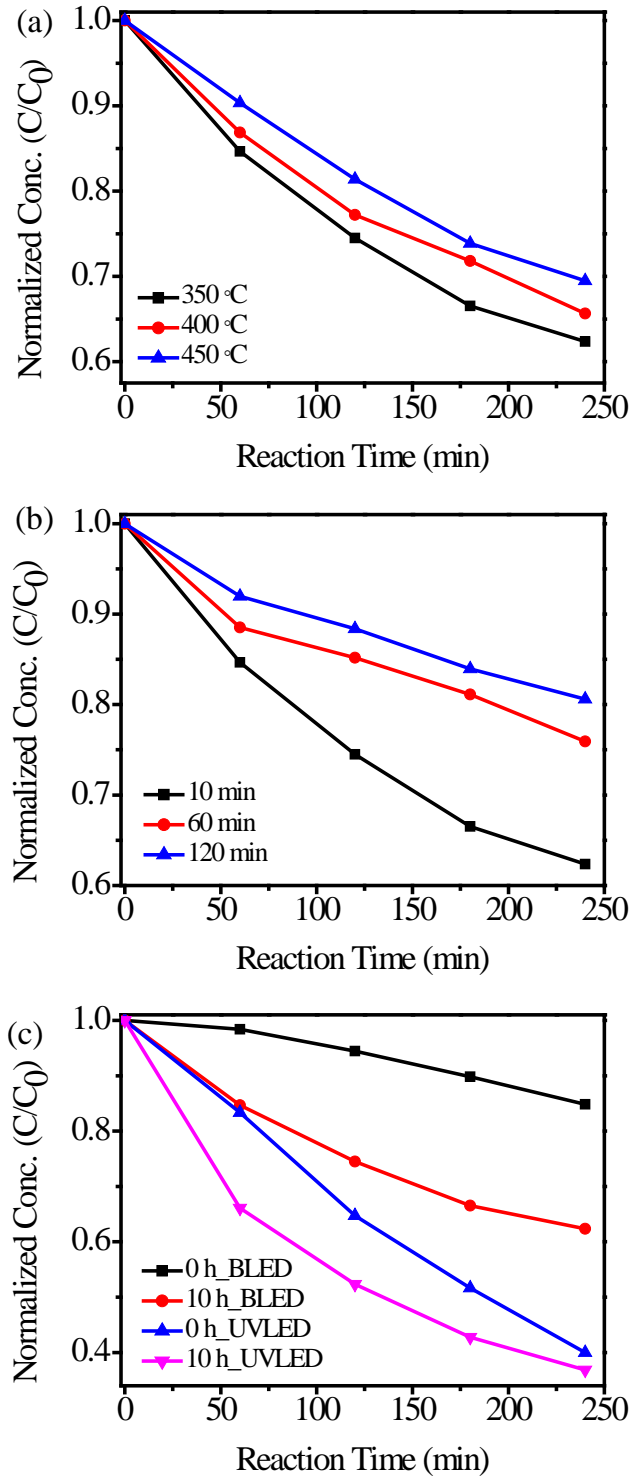 (a)
Normalized Conc. (C/C0)
1.0
0.9
0.8
0.7
0.6
350 °C
400 °C
450 °C
0 50 100 150 200 250
Reaction Time (min)
(b)
Normalized Conc. (C/C0)
1.0
0.9
0.8
0.7
0.6
10 min
60 min
120 min
0 50 100 150 200 250
Reaction Time (min)
(c)
Normalized Conc. (C/C0)
1.0
0.8
0.6
0.4
0 h_BLED
10 h_BLED
0 h_UVLED
10 h_UVLED
0 50 100 150 200 250
Reaction Time (min)